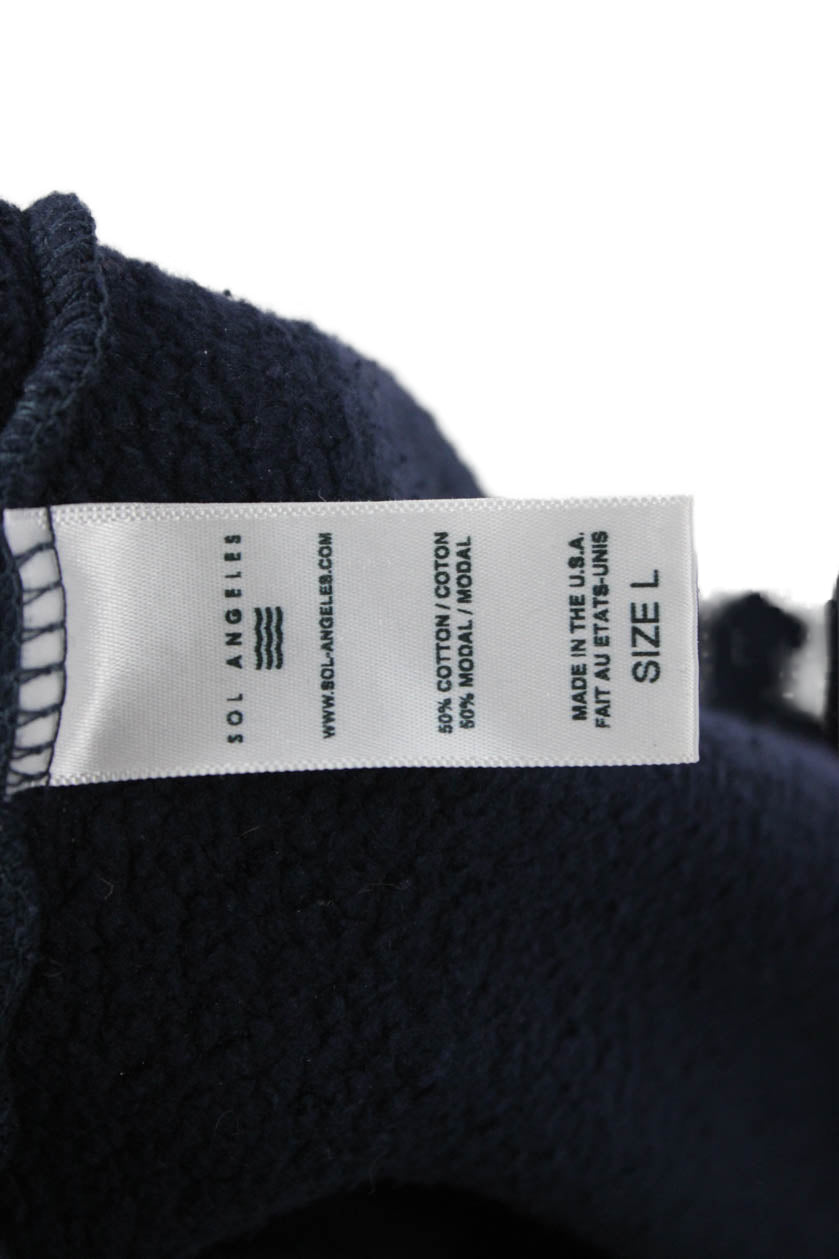 SOL ANGELES
WWW.SOL-ANGELES.COM
50% COTTON / COTON
50% MODAL / MODAL
MADE IN THE U.S.A.
FAIT AU ETATS-UNIS
SIZE L